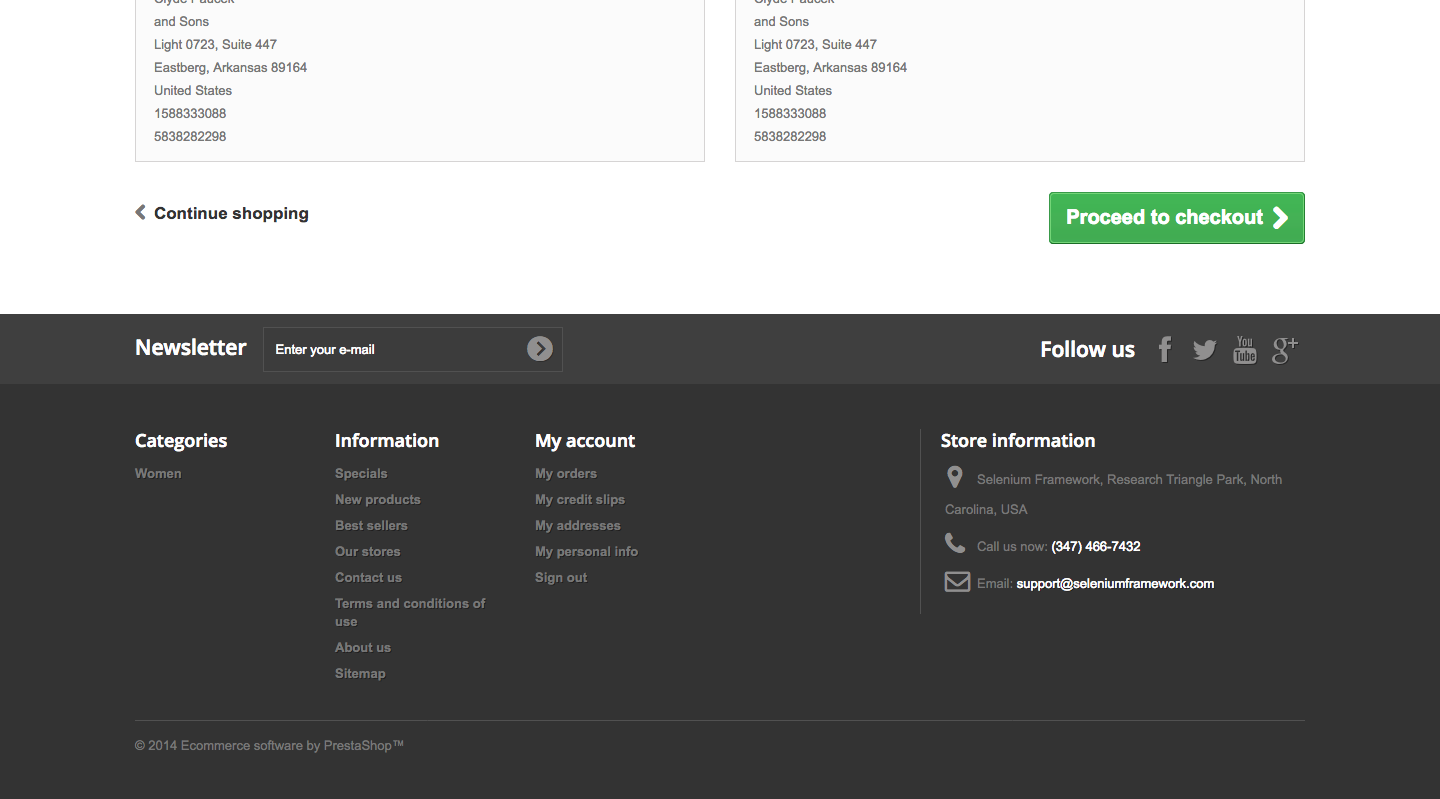 and Sons
Light 0723, Suite 447
Eastberg, Arkansas 89164
United States
1588333088
5838282298
and Sons
Light 0723, Suite 447
Eastberg, Arkansas 89164
United States
1588333088
5838282298
Continue shopping
Proceed to checkout
Newsletter
Enter your e-mail
Follow us
You
Tube
g+
Categories
Women
Information
Specials
New products
Best sellers
Our stores
Contact us
Terms and conditions of
use
About us
Sitemap
My account
My orders
My credit slips
My addresses
My personal info
Sign out
Store information
Selenium Framework, Research Triangle Park, North
Carolina, USA
Call us now: (347) 466-7432
Email: support@seleniumframework.com
© 2014 Ecommerce software by PrestaShop™